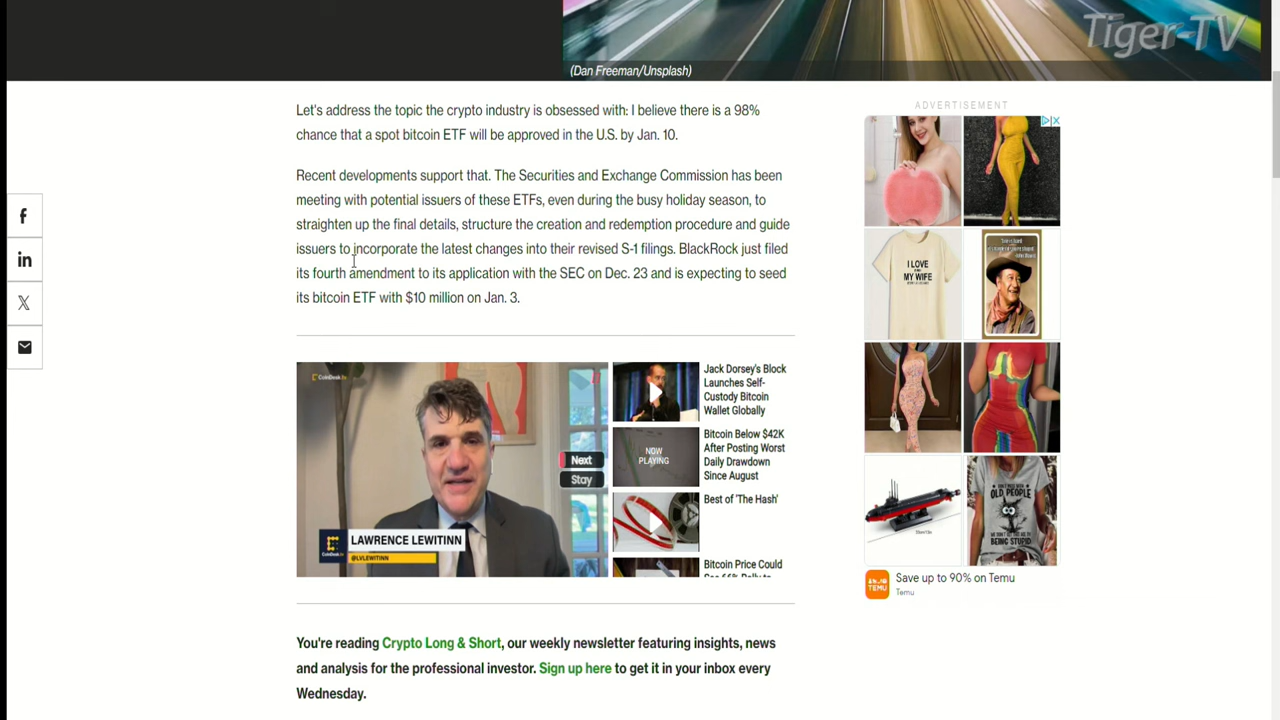 Tiger-TV
(Dan Freeman/Unsplash)
Let's address the topic the crypto industry is obsessed with: I believe there is a 98%
chance that a spot bitcoin ETF will be approved in the U.S. by Jan. 10.
Recent developments support that. The Securities and Exchange Commission has been
meeting with potential issuers of these ETFs, even during the busy holiday season, to
straighten up the final details, structure the creation and redemption procedure and guide
issuers to incorporate the latest changes into their revised S-1 filings. BlackRock just filed
its fourth amendment to its application with the SEC on Dec. 23 and is expecting to seed
its bitcoin ETF with $10 million on Jan. 3.
CoinDesk
Next
Stay
LAWRENCE LEWITINN
CoinDesk
@LVLEWITINN
Jack Dorsey's Block
Launches Self-
Custody Bitcoin
Wallet Globally
NOW
PLAYING
Bitcoin Below $42K
After Posting Worst
Daily Drawdown
Since August
Best of 'The Hash'
Bitcoin Price Could
You're reading Crypto Long & Short, our weekly newsletter featuring insights, news
and analysis for the professional investor. Sign up here to get it in your inbox every
Wednesday.
ADVERTISEMENT
I LOVE
MY WIFE
OLD PEOPLE
BEING STUPID
TEMU
Save up to 90% on Temu
Temu